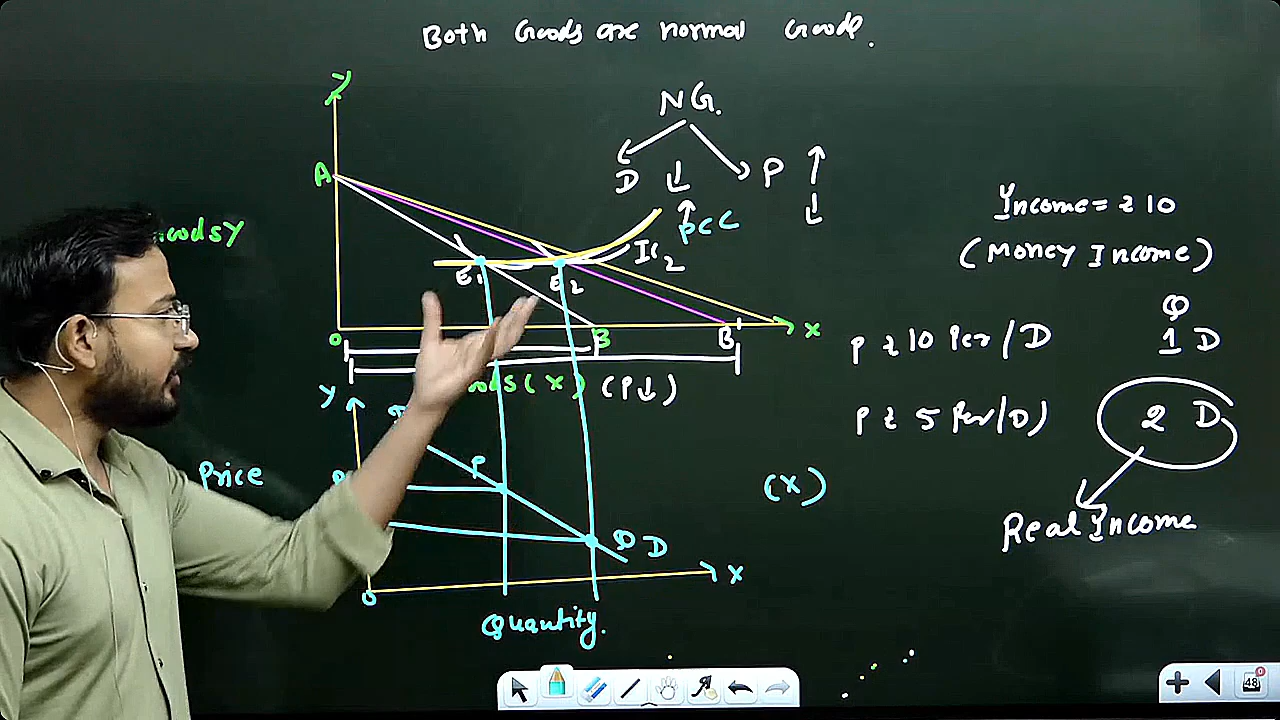 Both Goods are normal Goods.
Y
NG.
A
D ↓↑
P ↑↓
Income = ₹ 10
Y
PCC
(Money Income)
IC2
E1
E2
Q
O
B
B
X
P ₹ 10 Per/D
1 D
(X) (P↓)
Y
P ₹ 5 Per/D)
2 D
Price
P
(X)
Real Income
D
X
O
Quantity.
48